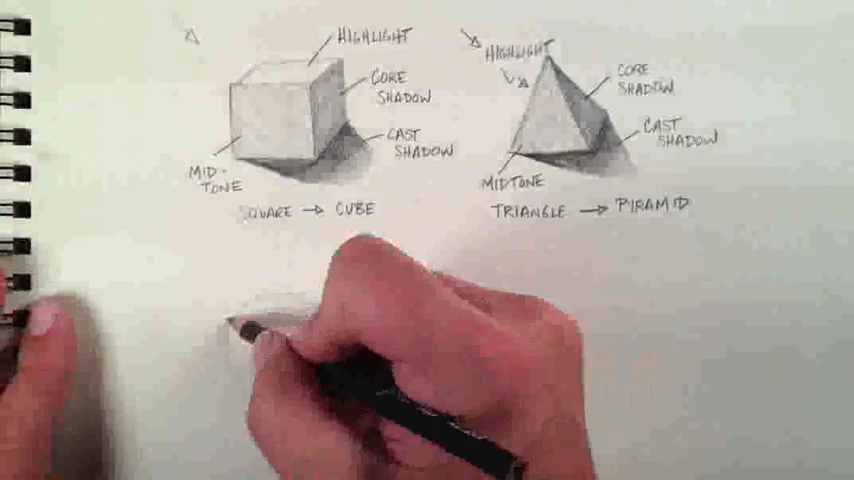 HIGHLIGHT
CORE
SHADOW
CAST
SHADOW
MID-
TONE
SQUARE → CUBE
HIGHLIGHT
CORE
SHADOW
CAST
SHADOW
MIDTONE
TRIANGLE → PIRAMID